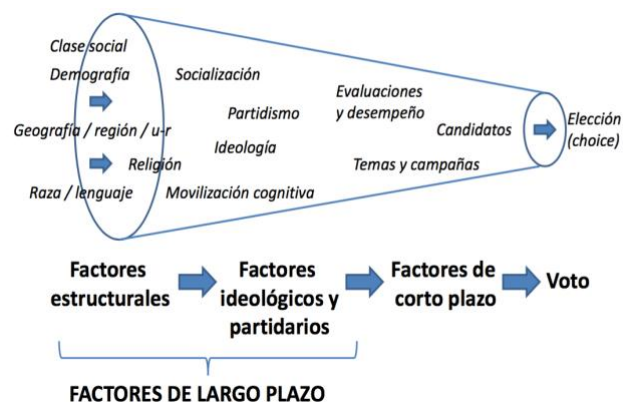 Clase social
Demografía
Socialización
Evaluaciones
y desempeño
Partidismo
Geografía / región / u-r
Candidatos
Elección
(choice)
Ideología
Religión
Temas y campañas
Raza / lenguaje
Movilización cognitiva
Factores
estructurales
Factores
ideológicos y
partidarios
Factores de
corto plazo
Voto
FACTORES DE LARGO PLAZO